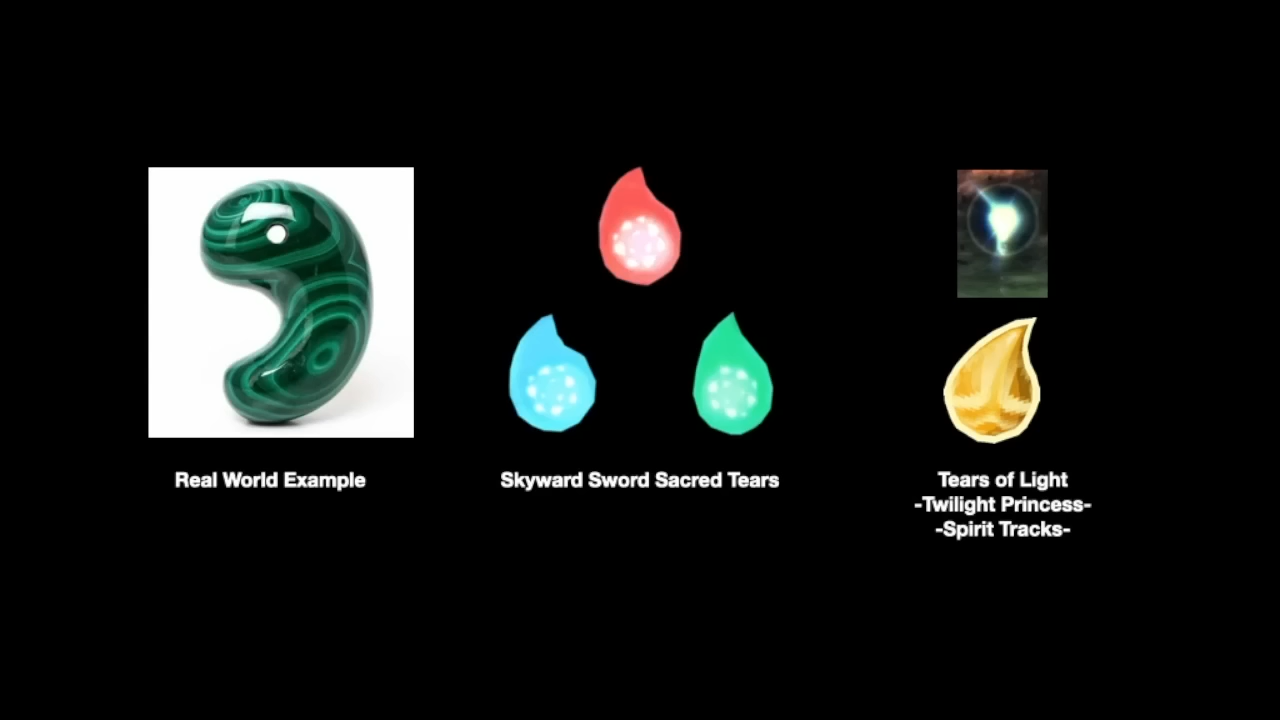 Real World Example
Skyward Sword Sacred Tears
Tears of Light
-Twilight Princess-
-Spirit Tracks-